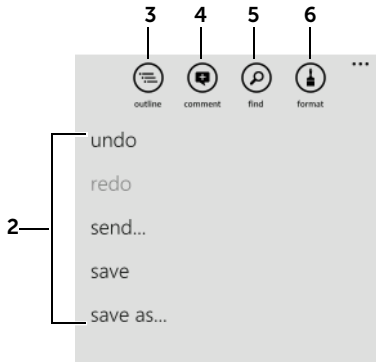 3 4 5 6
...
outline comment find format
undo
redo
2
send...
save
save as...